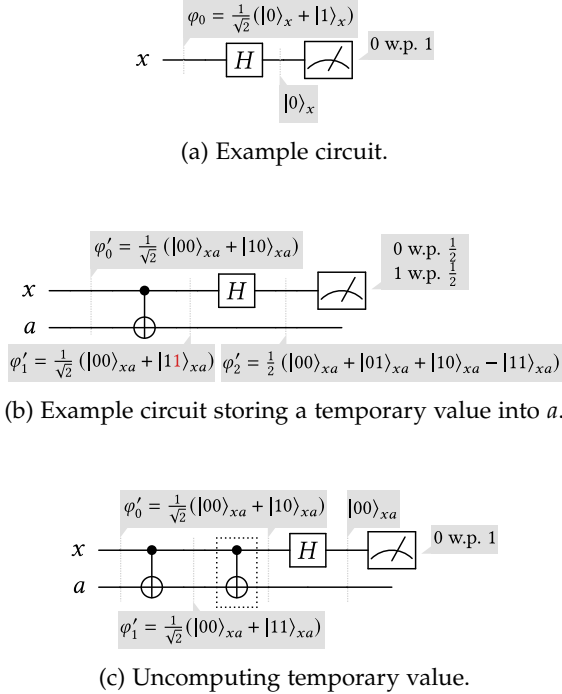 φ₀ = 1/√2 (|0⟩ₓ + |1⟩ₓ)
x H 0 w.p. 1
|0⟩ₓ
(a) Example circuit.
φ′₀ = 1/√2 (|00⟩ₓₐ + |10⟩ₓₐ)
0 w.p. 1/2
1 w.p. 1/2
x H
a
φ′₁ = 1/√2 (|00⟩ₓₐ + |11⟩ₓₐ) φ′₂ = 1/2 (|00⟩ₓₐ + |01⟩ₓₐ + |10⟩ₓₐ − |11⟩ₓₐ)
(b) Example circuit storing a temporary value into a.
φ′₀ = 1/√2 (|00⟩ₓₐ + |10⟩ₓₐ) |00⟩ₓₐ
x H 0 w.p. 1
a
φ′₁ = 1/√2 (|00⟩ₓₐ + |11⟩ₓₐ)
(c) Uncomputing temporary value.